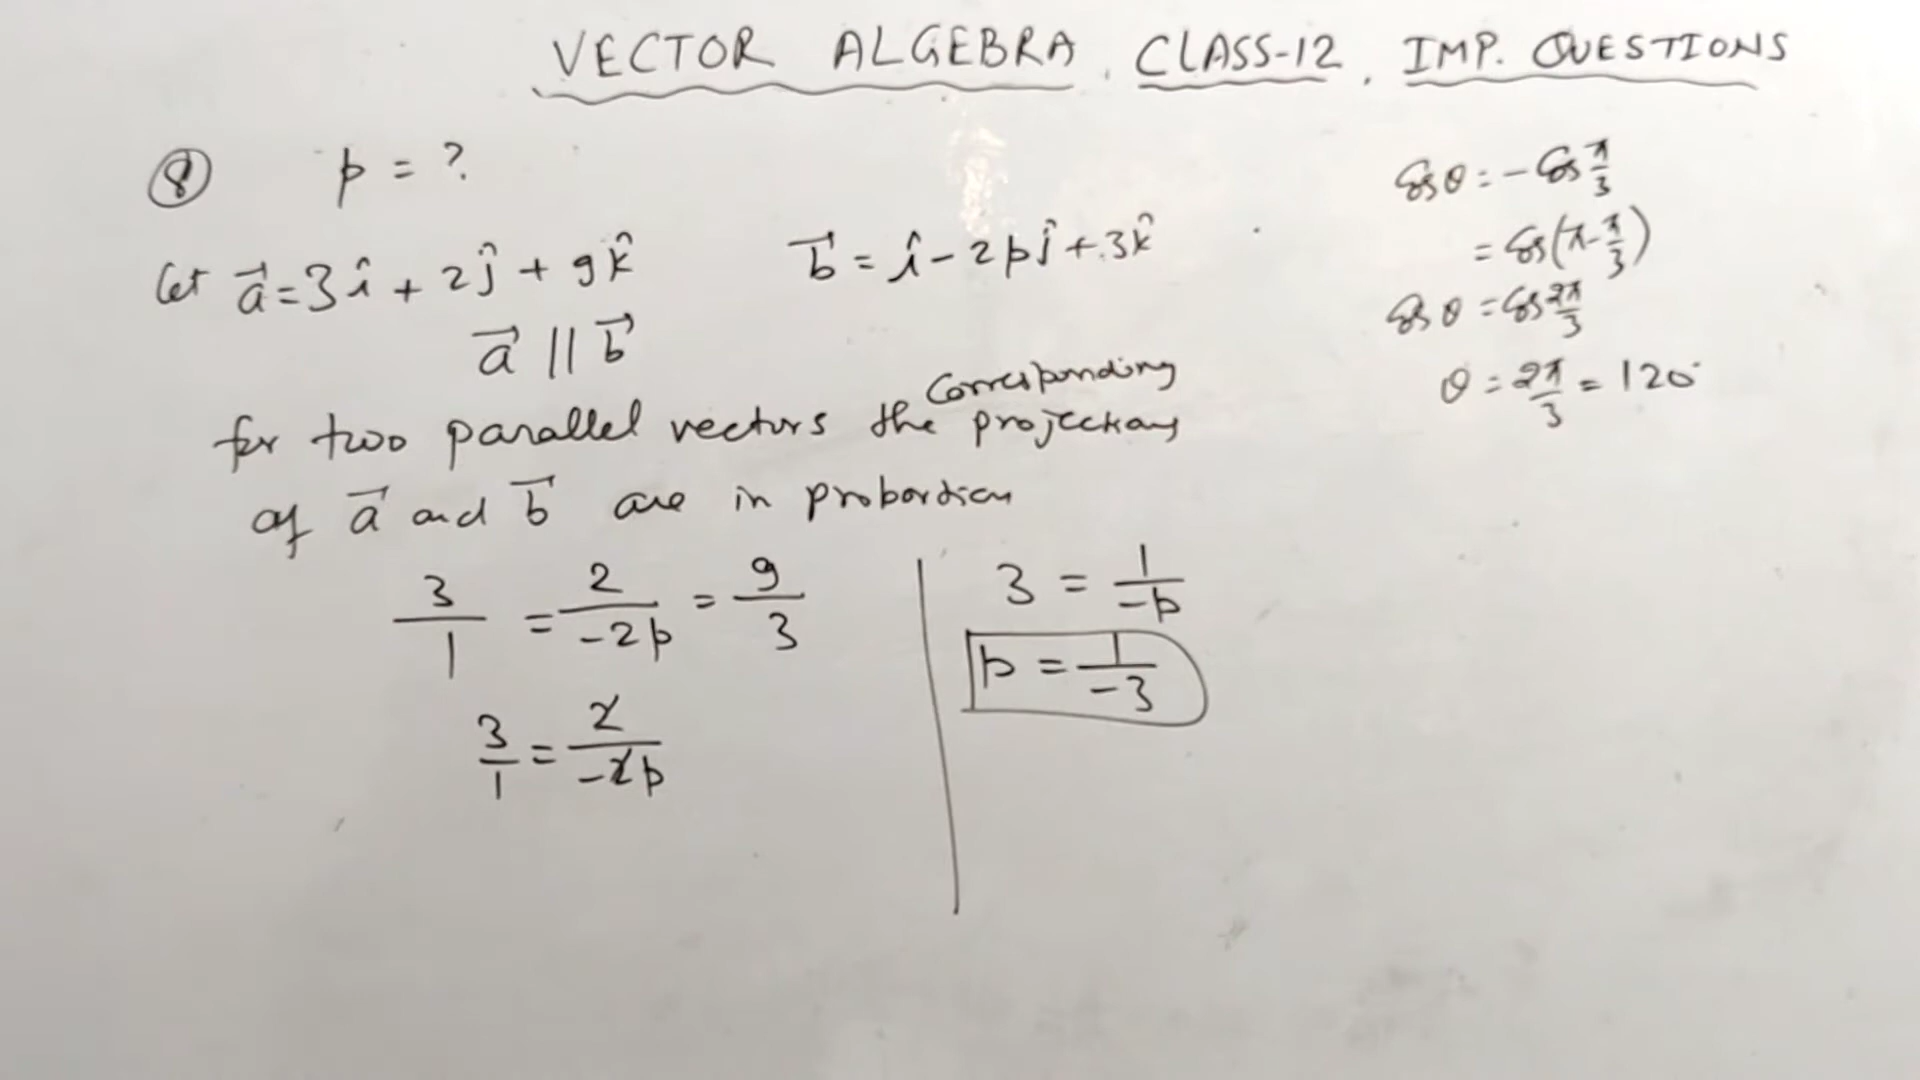 VECTOR ALGEBRA, CLASS-12, IMP. QUESTIONS
⑧ p = ?
let a⃗ = 3î + 2ĵ + 9k̂ b⃗ = î - 2pĵ + 3k̂
a⃗ || b⃗
for two parallel vectors the corresponding projections
of a⃗ and b⃗ are in probortion
3/1 = 2/-2p = 9/3
3/1 = 2/-2p
3 = 1/-p
p = 1/-3
Cos θ = - Cos π/3
= Cos(π - π/3)
Cos θ = Cos 2π/3
θ = 2π/3 = 120°